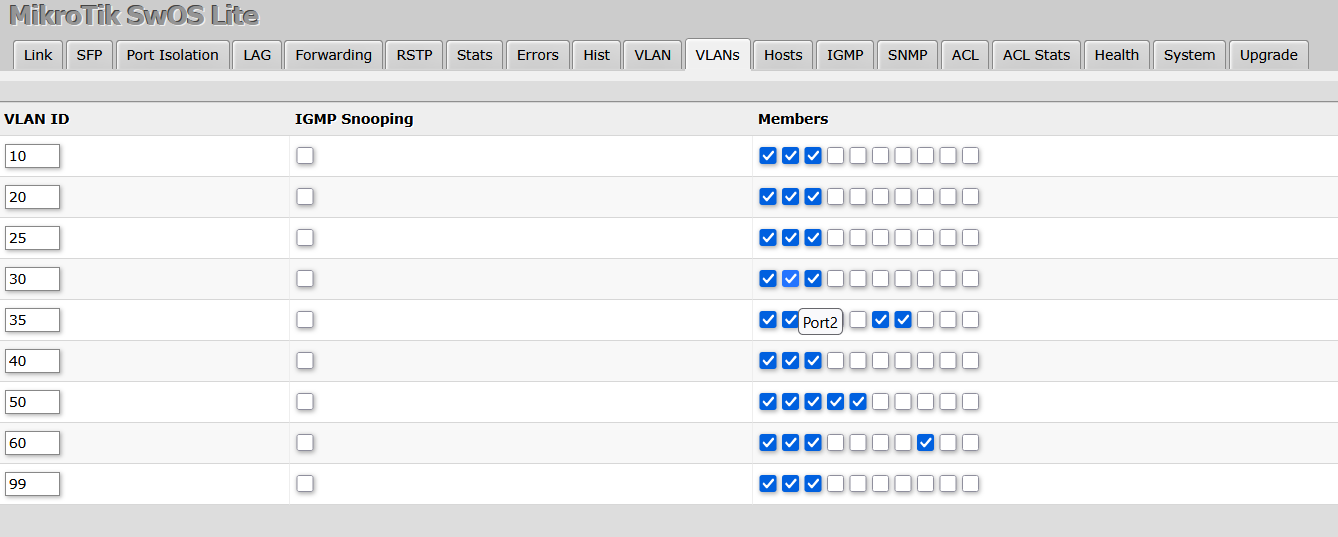 MikroTik SwOS Lite
Link SFP Port Isolation LAG Forwarding RSTP Stats Errors Hist VLAN VLANs Hosts IGMP SNMP ACL ACL Stats Health System Upgrade
VLAN ID IGMP Snooping Members
10
20
25
30
35 Port2
40
50
60
99